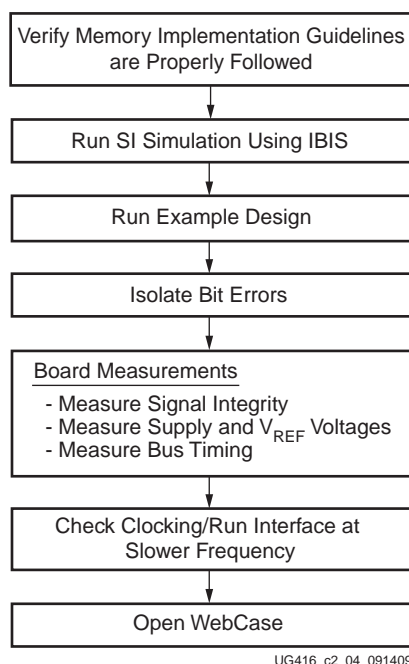 Verify Memory Implementation Guidelines
are Properly Followed
Run SI Simulation Using IBIS
Run Example Design
Isolate Bit Errors
Board Measurements
- Measure Signal Integrity
- Measure Supply and VREF Voltages
- Measure Bus Timing
Check Clocking/Run Interface at
Slower Frequency
Open WebCase
UG416_c2_04_091409